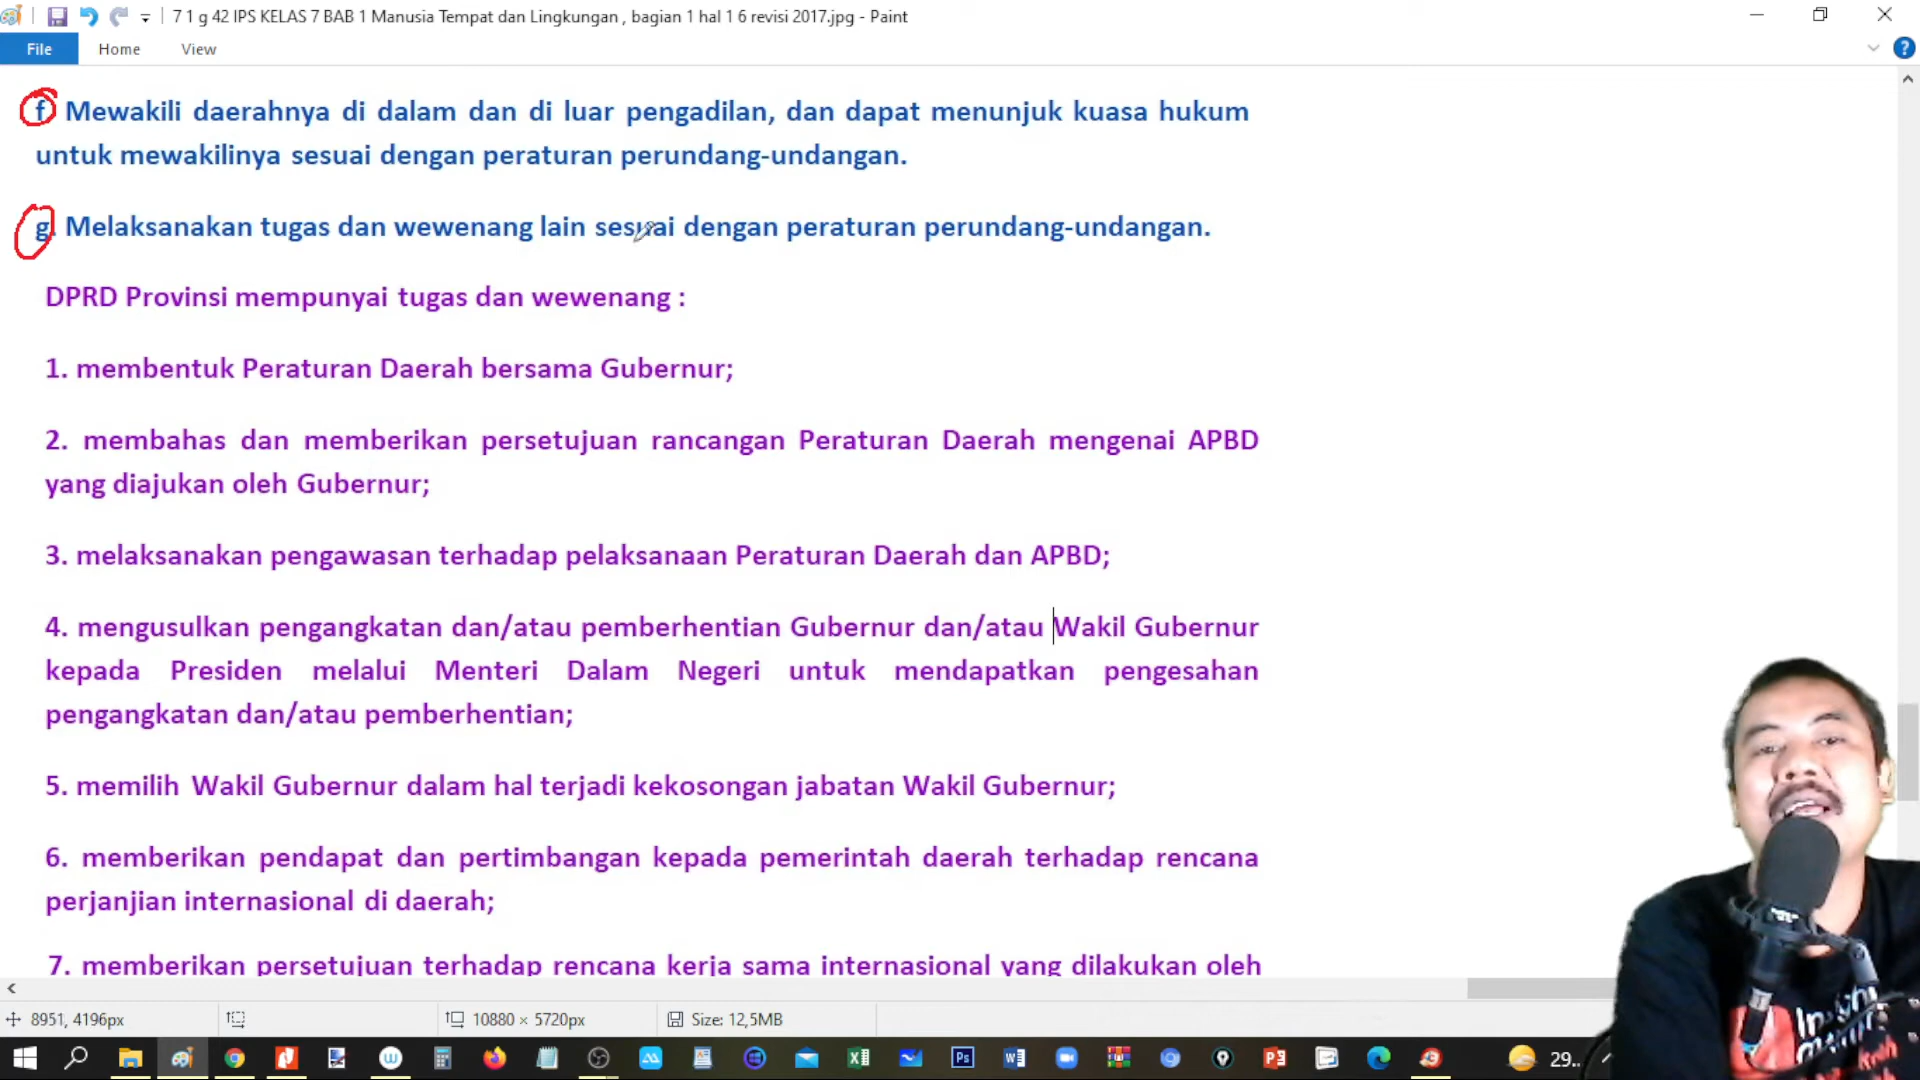 7 1 g 42 IPS KELAS 7 BAB 1 Manusia Tempat dan Lingkungan , bagian 1 hal 1 6 revisi 2017.jpg - Paint
File Home View
f. Mewakili daerahnya di dalam dan di luar pengadilan, dan dapat menunjuk kuasa hukum
untuk mewakilinya sesuai dengan peraturan perundang-undangan.
g. Melaksanakan tugas dan wewenang lain sesuai dengan peraturan perundang-undangan.
DPRD Provinsi mempunyai tugas dan wewenang :
1. membentuk Peraturan Daerah bersama Gubernur;
2. membahas dan memberikan persetujuan rancangan Peraturan Daerah mengenai APBD
yang diajukan oleh Gubernur;
3. melaksanakan pengawasan terhadap pelaksanaan Peraturan Daerah dan APBD;
4. mengusulkan pengangkatan dan/atau pemberhentian Gubernur dan/atau Wakil Gubernur
kepada Presiden melalui Menteri Dalam Negeri untuk mendapatkan pengesahan
pengangkatan dan/atau pemberhentian;
5. memilih Wakil Gubernur dalam hal terjadi kekosongan jabatan Wakil Gubernur;
6. memberikan pendapat dan pertimbangan kepada pemerintah daerah terhadap rencana
perjanjian internasional di daerah;
7. memberikan persetujuan terhadap rencana kerja sama internasional yang dilakukan oleh
8951, 4196px 10880 × 5720px Size: 12,5MB
29..